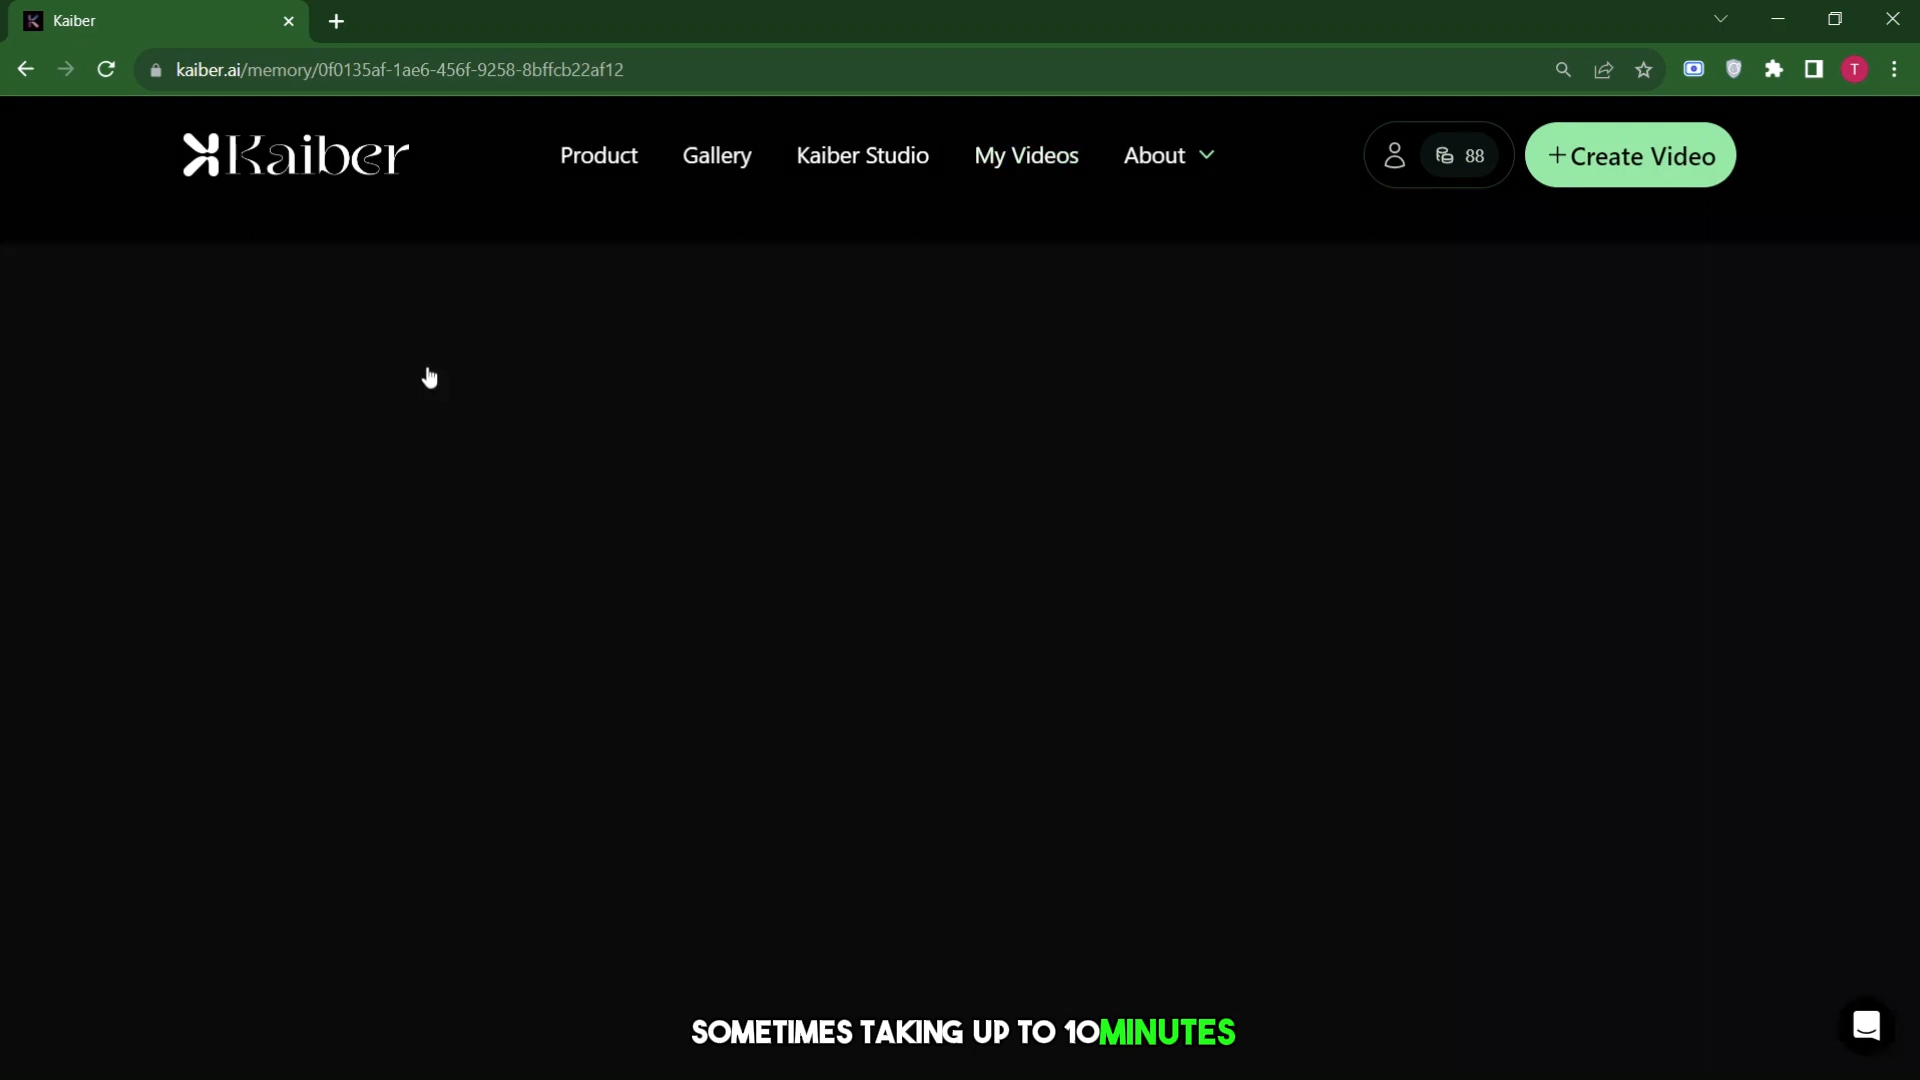 Kaiber
kaiber.ai/memory/0f0135af-1ae6-456f-9258-8bffcb22af12
T
Kaiber
Product
Gallery
Kaiber Studio
My Videos
About
88
+Create Video
SOMETIMES TAKING UP TO 10MINUTES